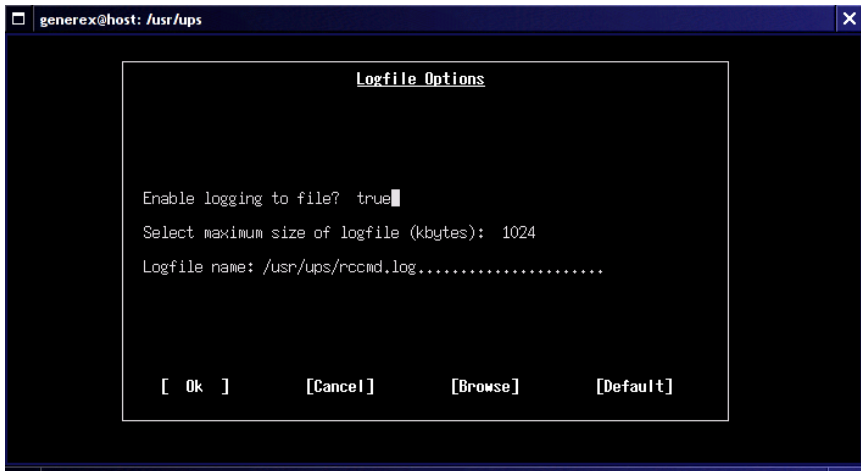 generex@host: /usr/ups
Logfile Options
Enable logging to file?  true
Select maximum size of logfile (kbytes):  1024
Logfile name: /usr/ups/rccmd.log......................
[  Ok  ] [Cancel] [Browse] [Default]